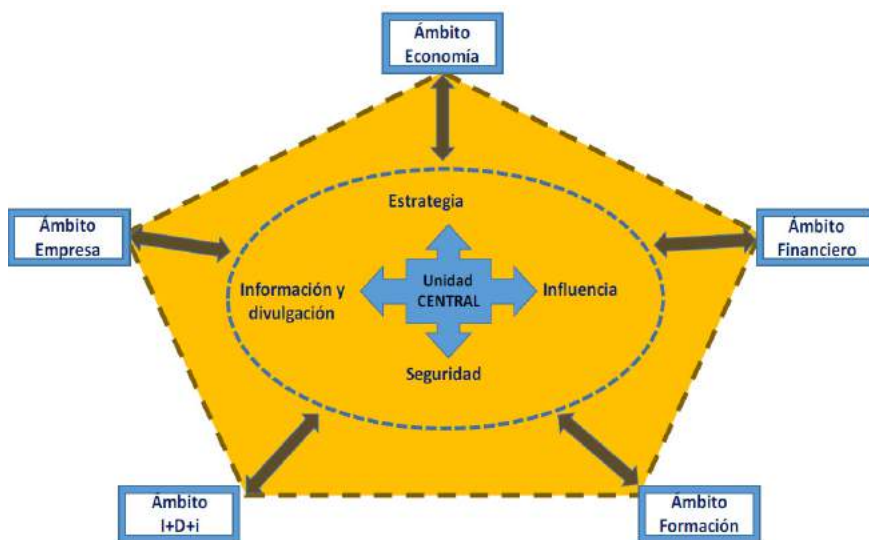 Ámbito
Economía
Estrategia
Ámbito
Empresa
Ámbito
Financiero
Información y
divulgación
Unidad
CENTRAL
Influencia
Seguridad
Ámbito
I+D+i
Ámbito
Formación